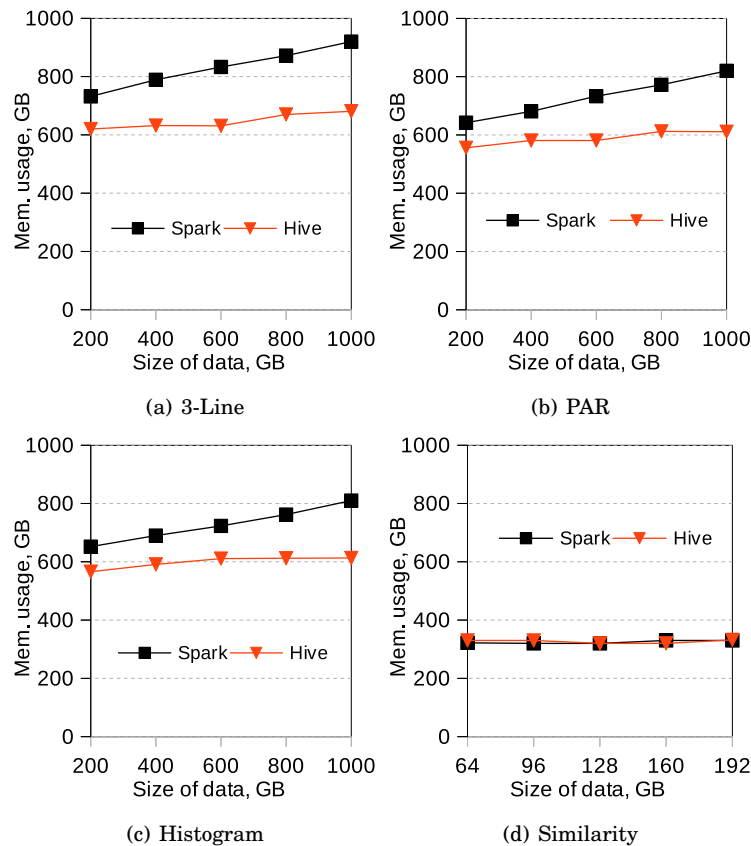 1000
800
600
400
200
0
Mem. usage, GB
Spark Hive
200 400 600 800 1000
Size of data, GB
(a) 3-Line
1000
800
600
400
200
0
Mem. usage, GB
Spark Hive
200 400 600 800 1000
Size of data, GB
(b) PAR
1000
800
600
400
200
0
Mem. usage, GB
Spark Hive
200 400 600 800 1000
Size of data, GB
(c) Histogram
1000
800
600
400
200
0
Mem. usage, GB
Spark Hive
64 96 128 160 192
Size of data, GB
(d) Similarity